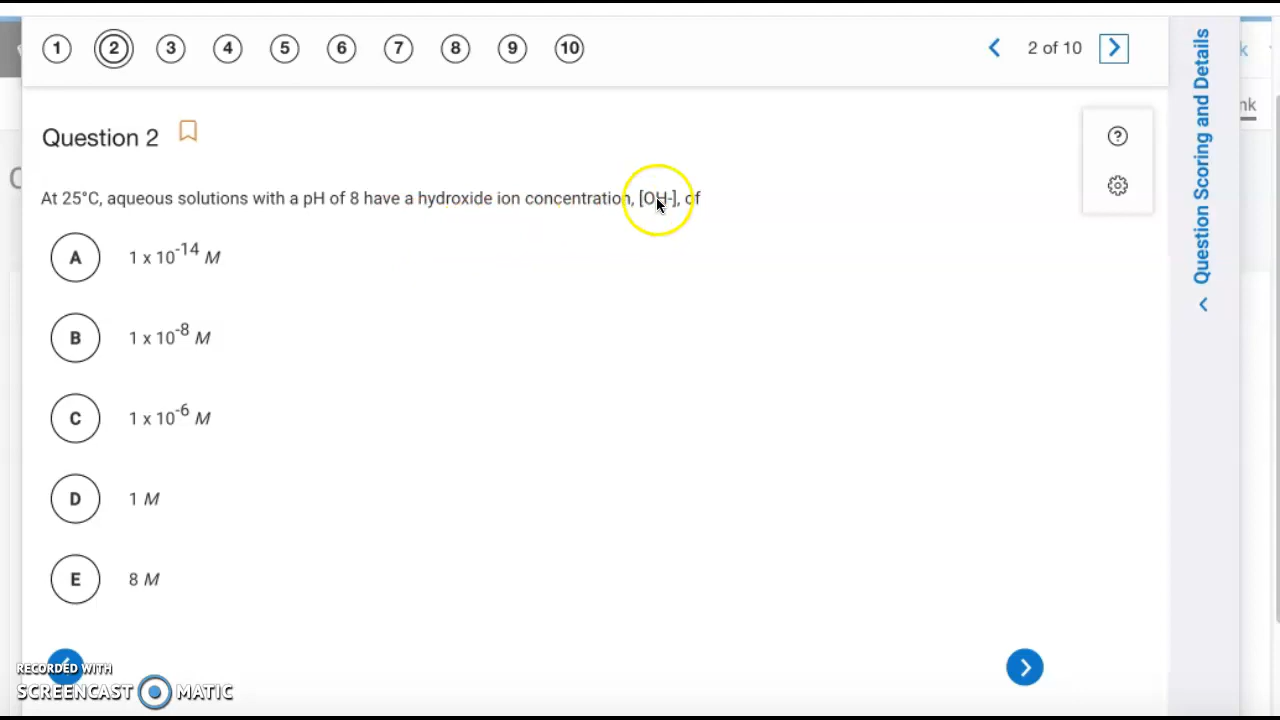 1 2 3 4 5 6 7 8 9 10
2 of 10
Question Scoring and Details
k
nk
Question 2
At 25°C, aqueous solutions with a pH of 8 have a hydroxide ion concentration, [OH-], of
A 1 x 10^-14 M
B 1 x 10^-8 M
C 1 x 10^-6 M
D 1 M
E 8 M
RECORDED WITH
SCREENCAST MATIC